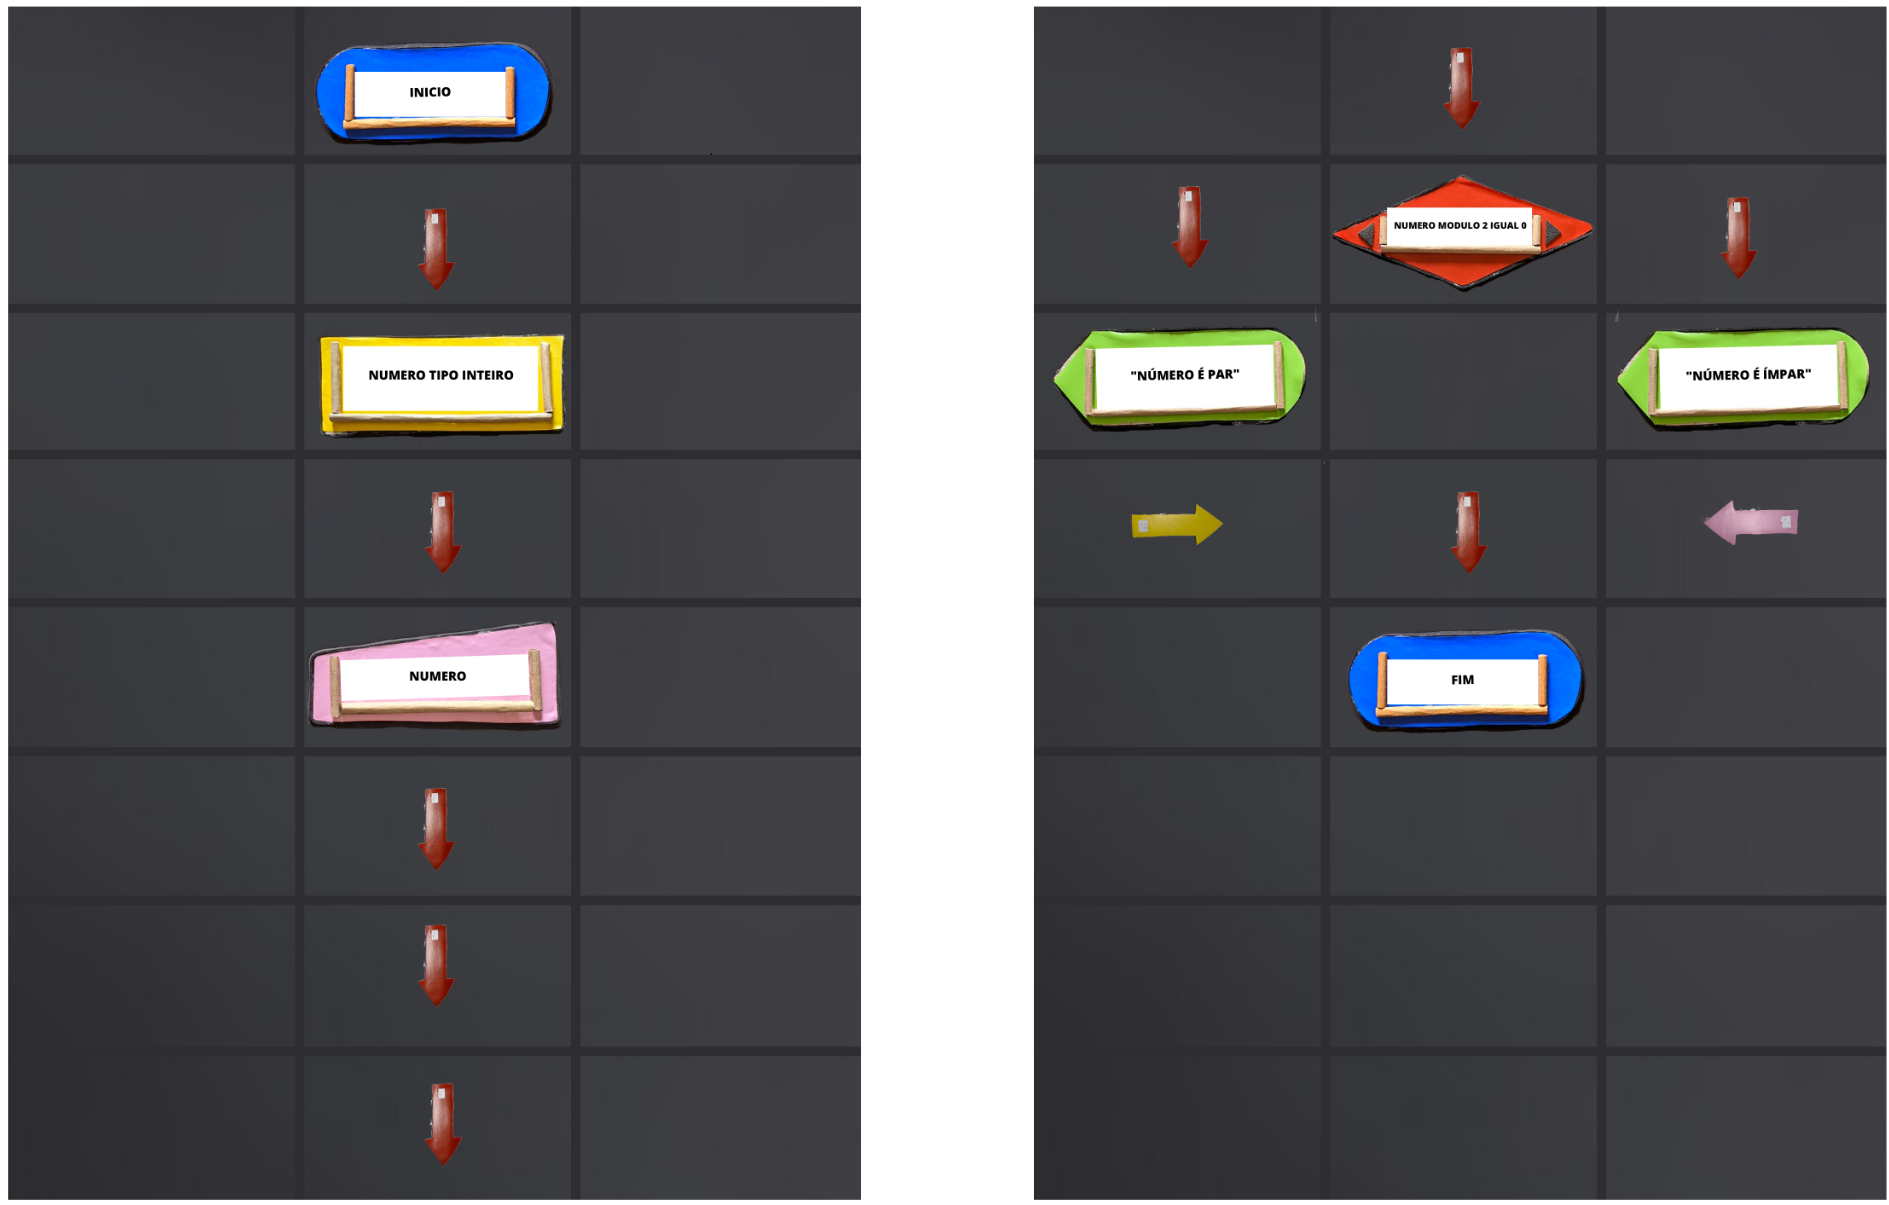 INICIO
NUMERO TIPO INTEIRO
NUMERO
NUMERO MODULO 2 IGUAL 0
"NÚMERO É PAR"
"NÚMERO É ÍMPAR"
FIM